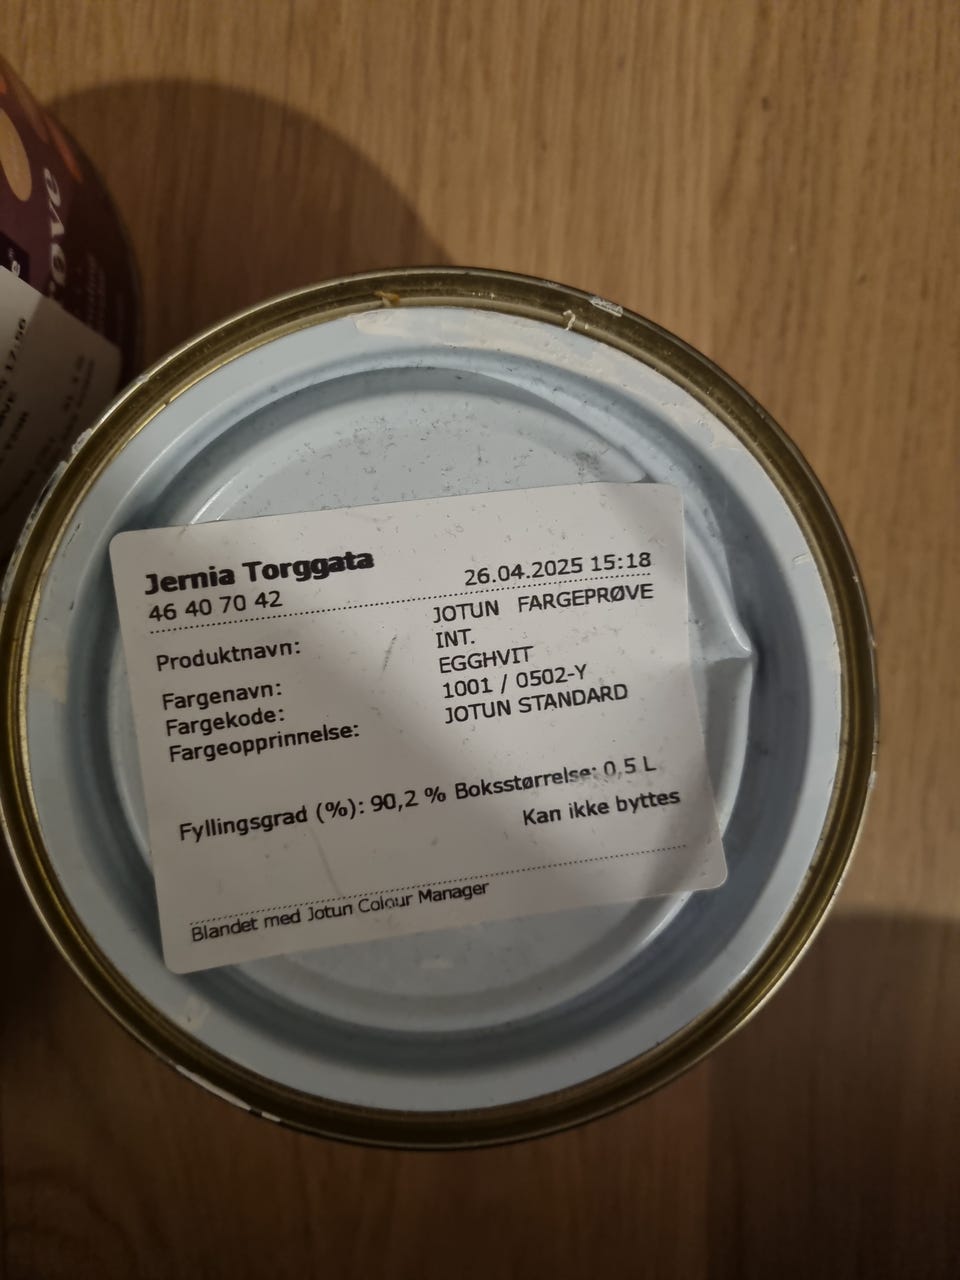 Jernia Torggata
46 40 70 42
26.04.2025 15:18
Produktnavn: JOTUN FARGEPRØVE
INT.
Fargenavn: EGGHVIT
Fargekode: 1001 / 0502-Y
Fargeopprinnelse: JOTUN STANDARD
Fyllingsgrad (%): 90,2 % Boksstørrelse: 0,5 L
Kan ikke byttes
Blandet med Jotun Colour Manager